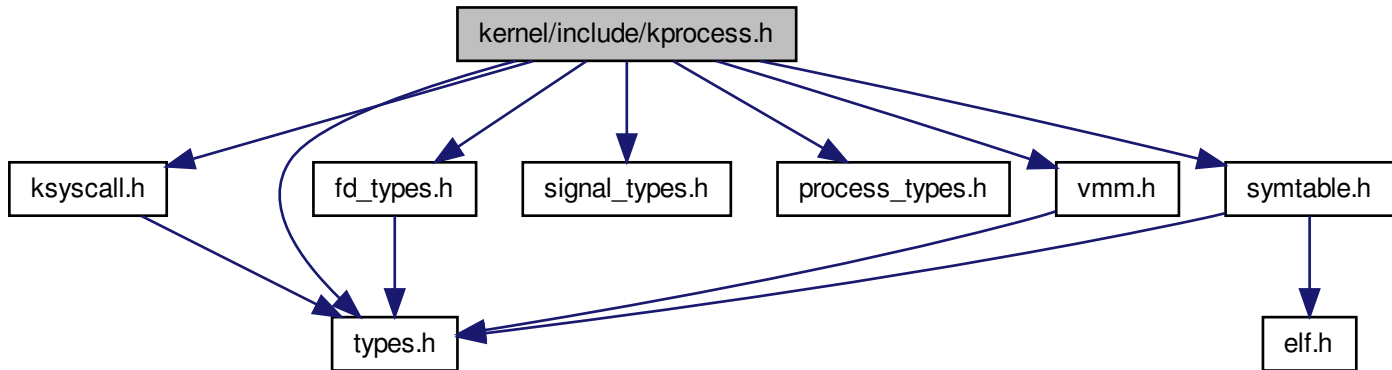 kernel/include/kprocess.h
ksyscall.h
fd_types.h
signal_types.h
process_types.h
vmm.h
symtable.h
types.h
elf.h